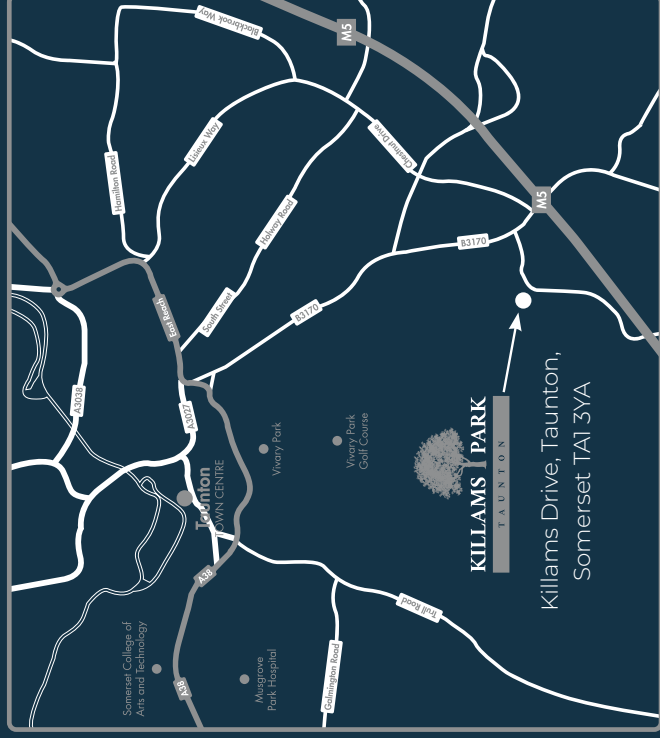 Blackbrook Way
M5
Hamilton Road
Lisieux Way
Chestnut Drive
Holway Road
M5
B3170
East Reach
South Street
B3170
A3038
A3027
Vivary Park
Vivary Park
Golf Course
Taunton
TOWN CENTRE
KILLAMS PARK
TAUNTON
Killams Drive, Taunton,
Somerset TA1 3YA
A38
Trull Road
Somerset College of
Arts and Technology
Musgrove
Park Hospital
Galmington Road
A38